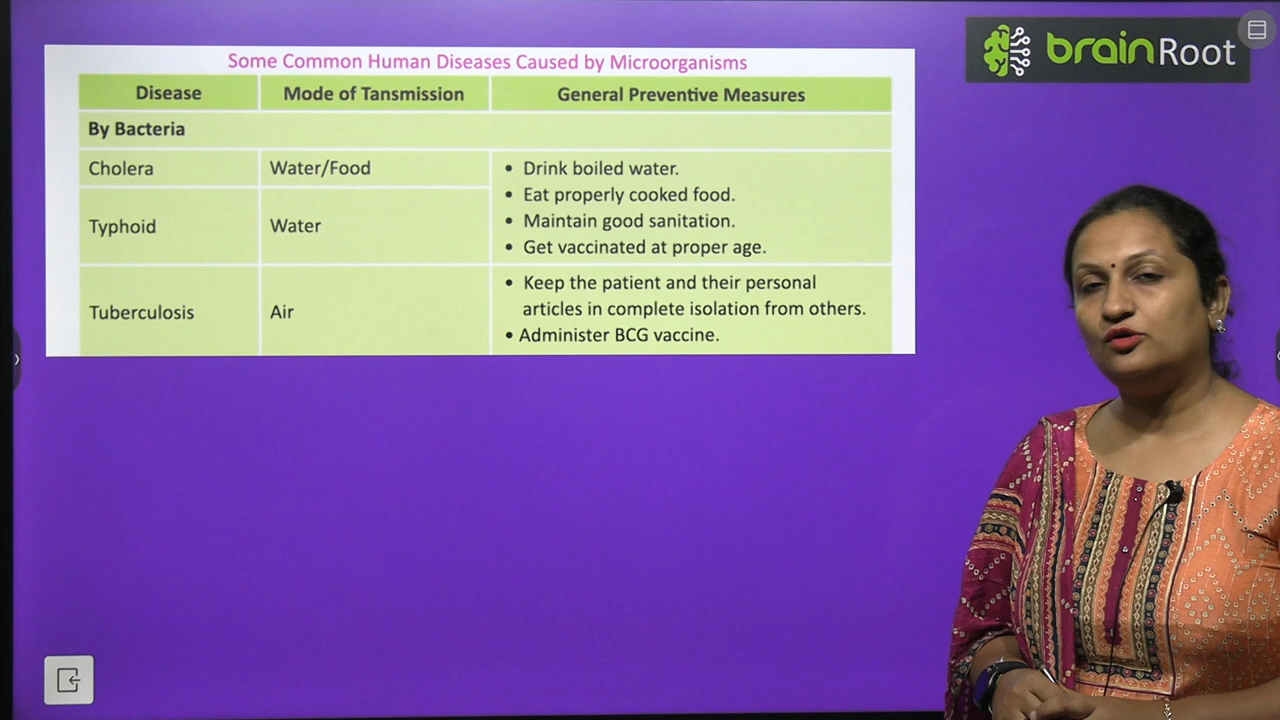 Some Common Human Diseases Caused by Microorganisms
brainRoot
Disease Mode of Tansmission General Preventive Measures
By Bacteria
Cholera Water/Food
Typhoid Water
• Drink boiled water.
• Eat properly cooked food.
• Maintain good sanitation.
• Get vaccinated at proper age.
Tuberculosis Air
• Keep the patient and their personal
articles in complete isolation from others.
• Administer BCG vaccine.